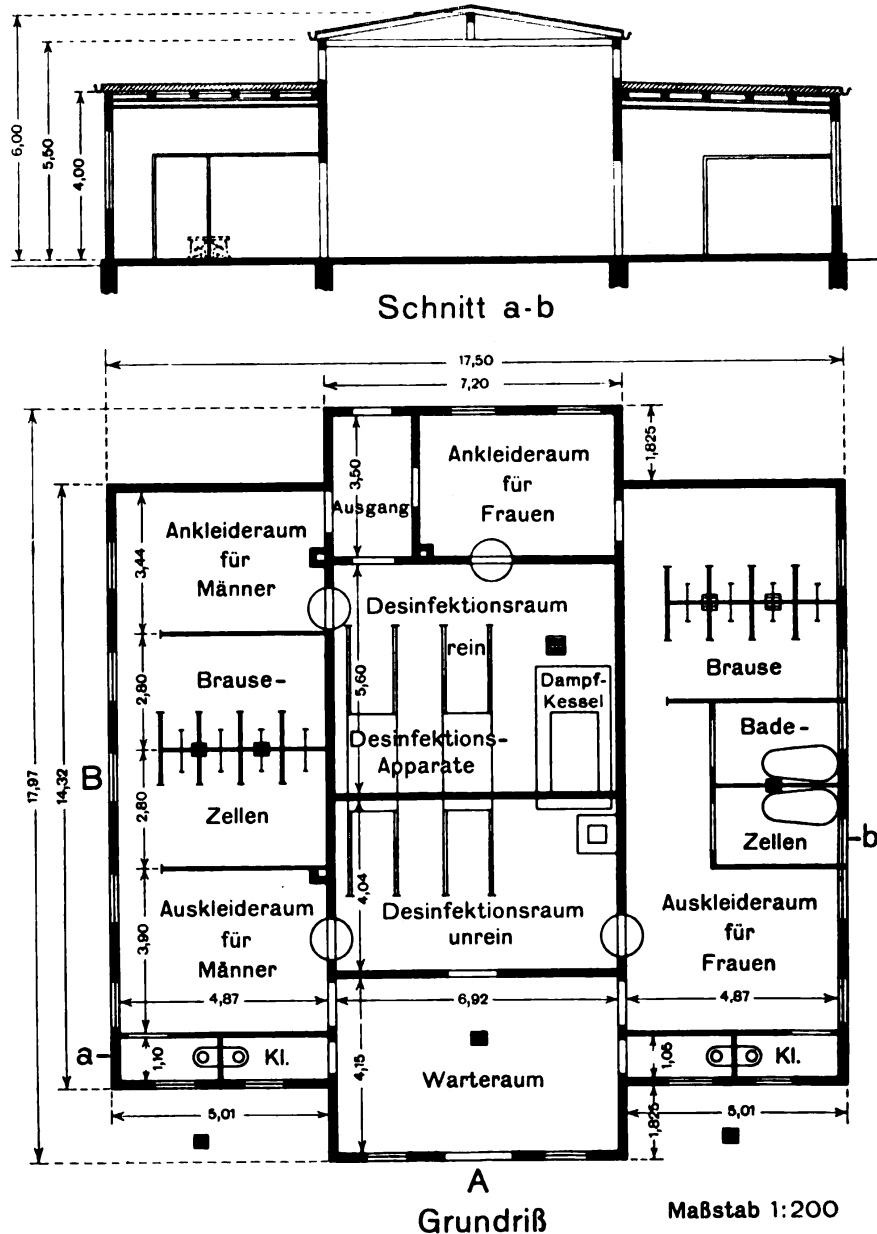 6,00
5,50
4,00
Schnitt a-b
17,50
7,20
1,825
3,50
Ausgang
Ankleideraum
für
Frauen
Ankleideraum
für
Männer
3,44
Desinfektionsraum
rein
5,60
Dampf-
Kessel
Desinfektions-
Apparate
Brause
Brause-
2,80
Bade-
B
17,97
14,32
2,80
Zellen
Zellen
b
4,04
Desinfektionsraum
unrein
Auskleideraum
für
Männer
3,90
Auskleideraum
für
Frauen
4,87
6,92
4,87
a
1,10
Kl.
4,15
Warteraum
1,05
Kl.
5,01
1,825
5,01
A
Grundriß
Maßstab 1:200